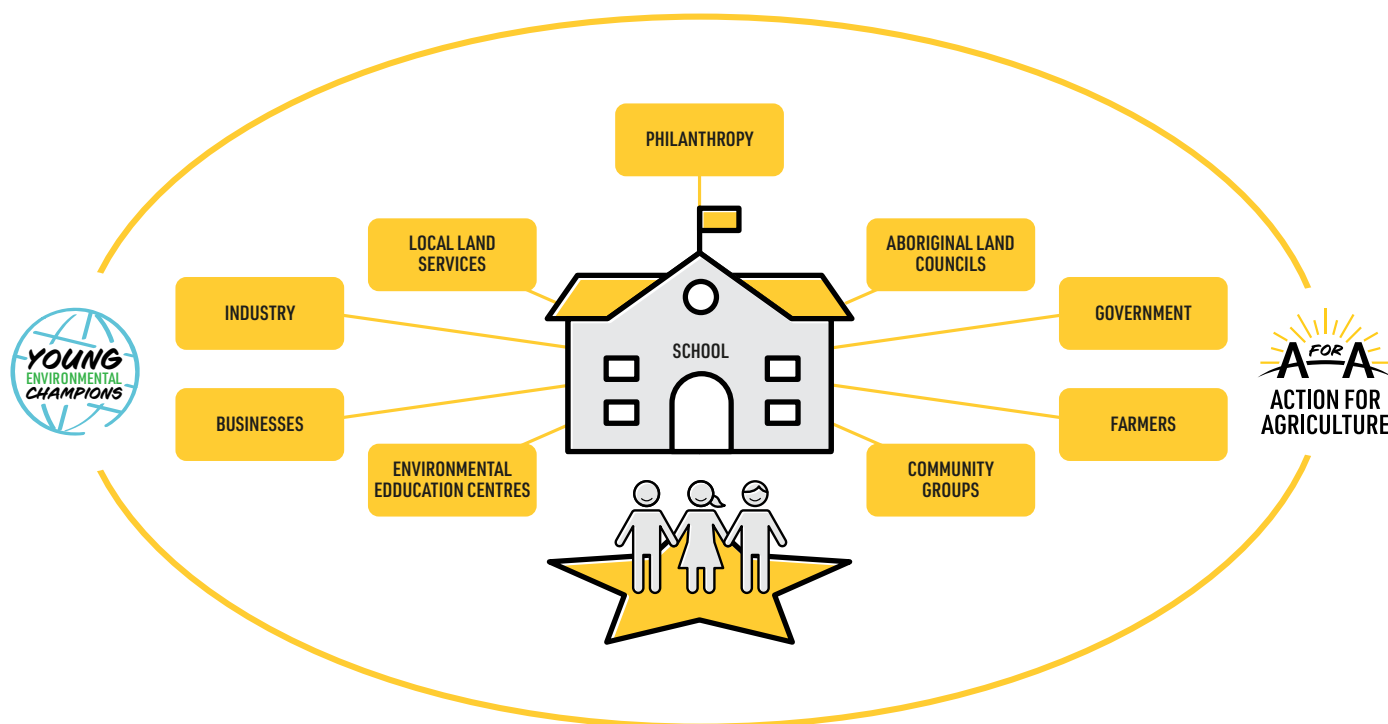 PHILANTHROPY
LOCAL LAND
SERVICES
ABORIGINAL LAND
COUNCILS
INDUSTRY
GOVERNMENT
SCHOOL
YOUNG
ENVIRONMENTAL
CHAMPIONS
A FOR A
ACTION FOR
AGRICULTURE
BUSINESSES
FARMERS
ENVIRONMENTAL
EDDUCATION CENTRES
COMMUNITY
GROUPS